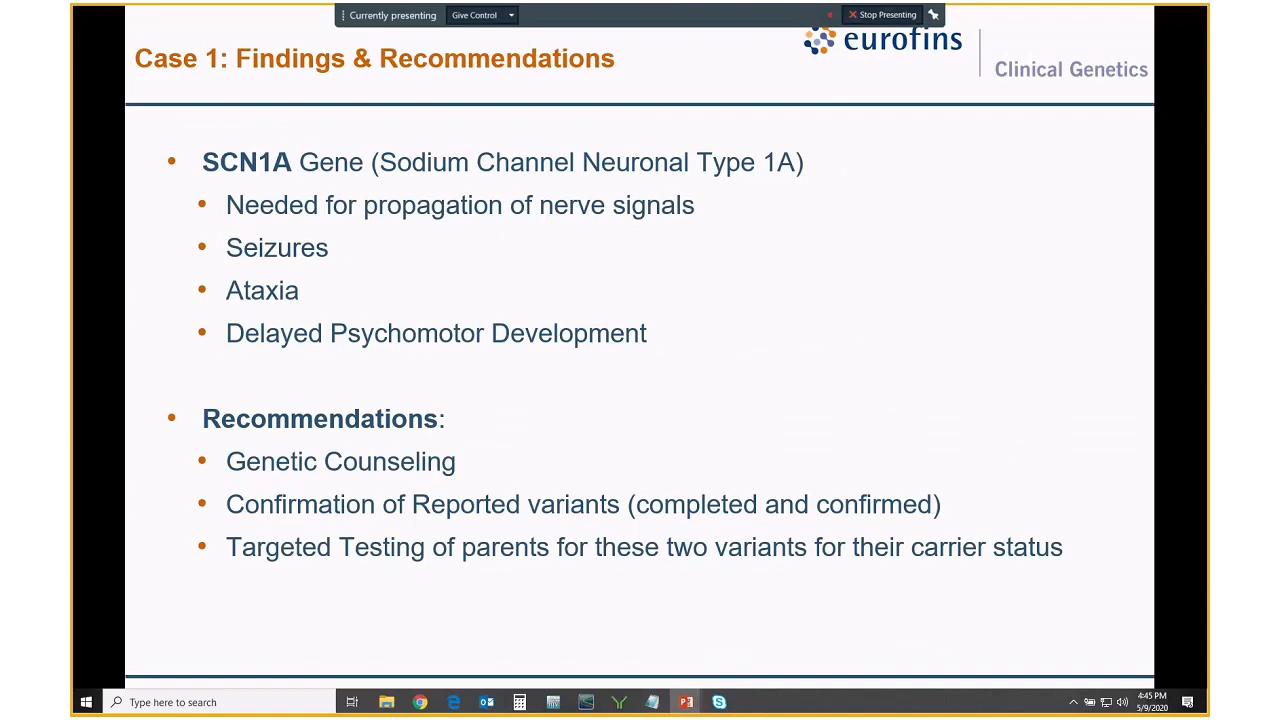 Currently presenting
Give Control
Stop Presenting
Case 1: Findings & Recommendations
eurofins
Clinical Genetics
• SCN1A Gene (Sodium Channel Neuronal Type 1A)
• Needed for propagation of nerve signals
• Seizures
• Ataxia
• Delayed Psychomotor Development
• Recommendations:
• Genetic Counseling
• Confirmation of Reported variants (completed and confirmed)
• Targeted Testing of parents for these two variants for their carrier status
Type here to search
4:45 PM
5/9/2020